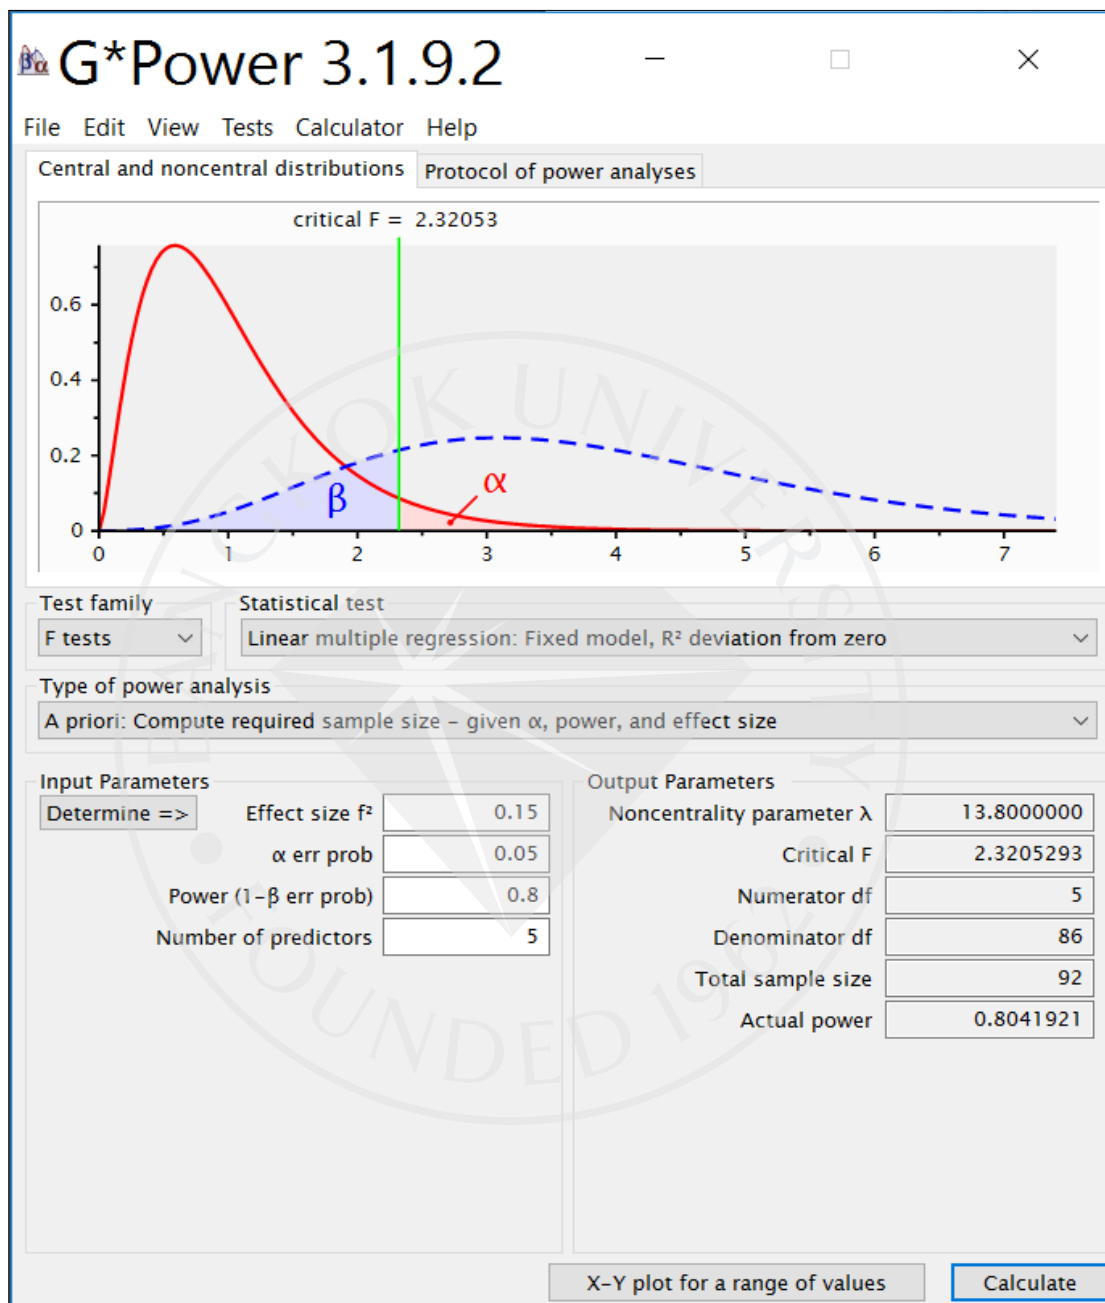 G*Power 3.1.9.2
File Edit View Tests Calculator Help
Central and noncentral distributions Protocol of power analyses
critical F = 2.32053
0.6
0.4
0.2
0
β
α
0 1 2 3 4 5 6 7
Test family Statistical test
F tests Linear multiple regression: Fixed model, R² deviation from zero
Type of power analysis
A priori: Compute required sample size - given α, power, and effect size
Input Parameters Output Parameters
Determine => Effect size f² 0.15 Noncentrality parameter λ 13.8000000
α err prob 0.05 Critical F 2.3205293
Power (1-β err prob) 0.8 Numerator df 5
Number of predictors 5 Denominator df 86
Total sample size 92
Actual power 0.8041921
X-Y plot for a range of values Calculate
BANGKOK UNIVERSITY
FOUNDED 1962